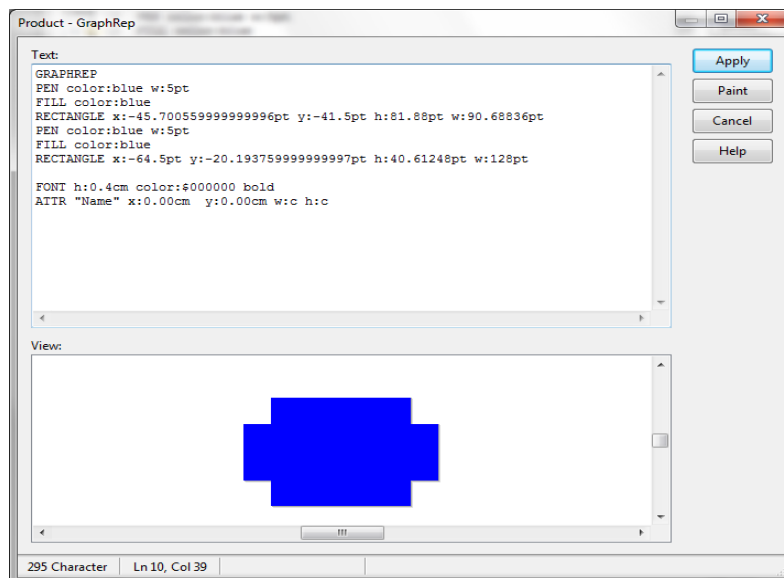 Product - GraphRep
Text:
GRAPHREP
PEN color:blue w:5pt
FILL color:blue
RECTANGLE x:-45.700559999999996pt y:-41.5pt h:81.88pt w:90.68836pt
PEN color:blue w:5pt
FILL color:blue
RECTANGLE x:-64.5pt y:-20.193759999999997pt h:40.61248pt w:128pt
FONT h:0.4cm color:$000000 bold
ATTR "Name" x:0.00cm  y:0.00cm w:c h:c
Apply
Paint
Cancel
Help
View:
295 Character
Ln 10, Col 39